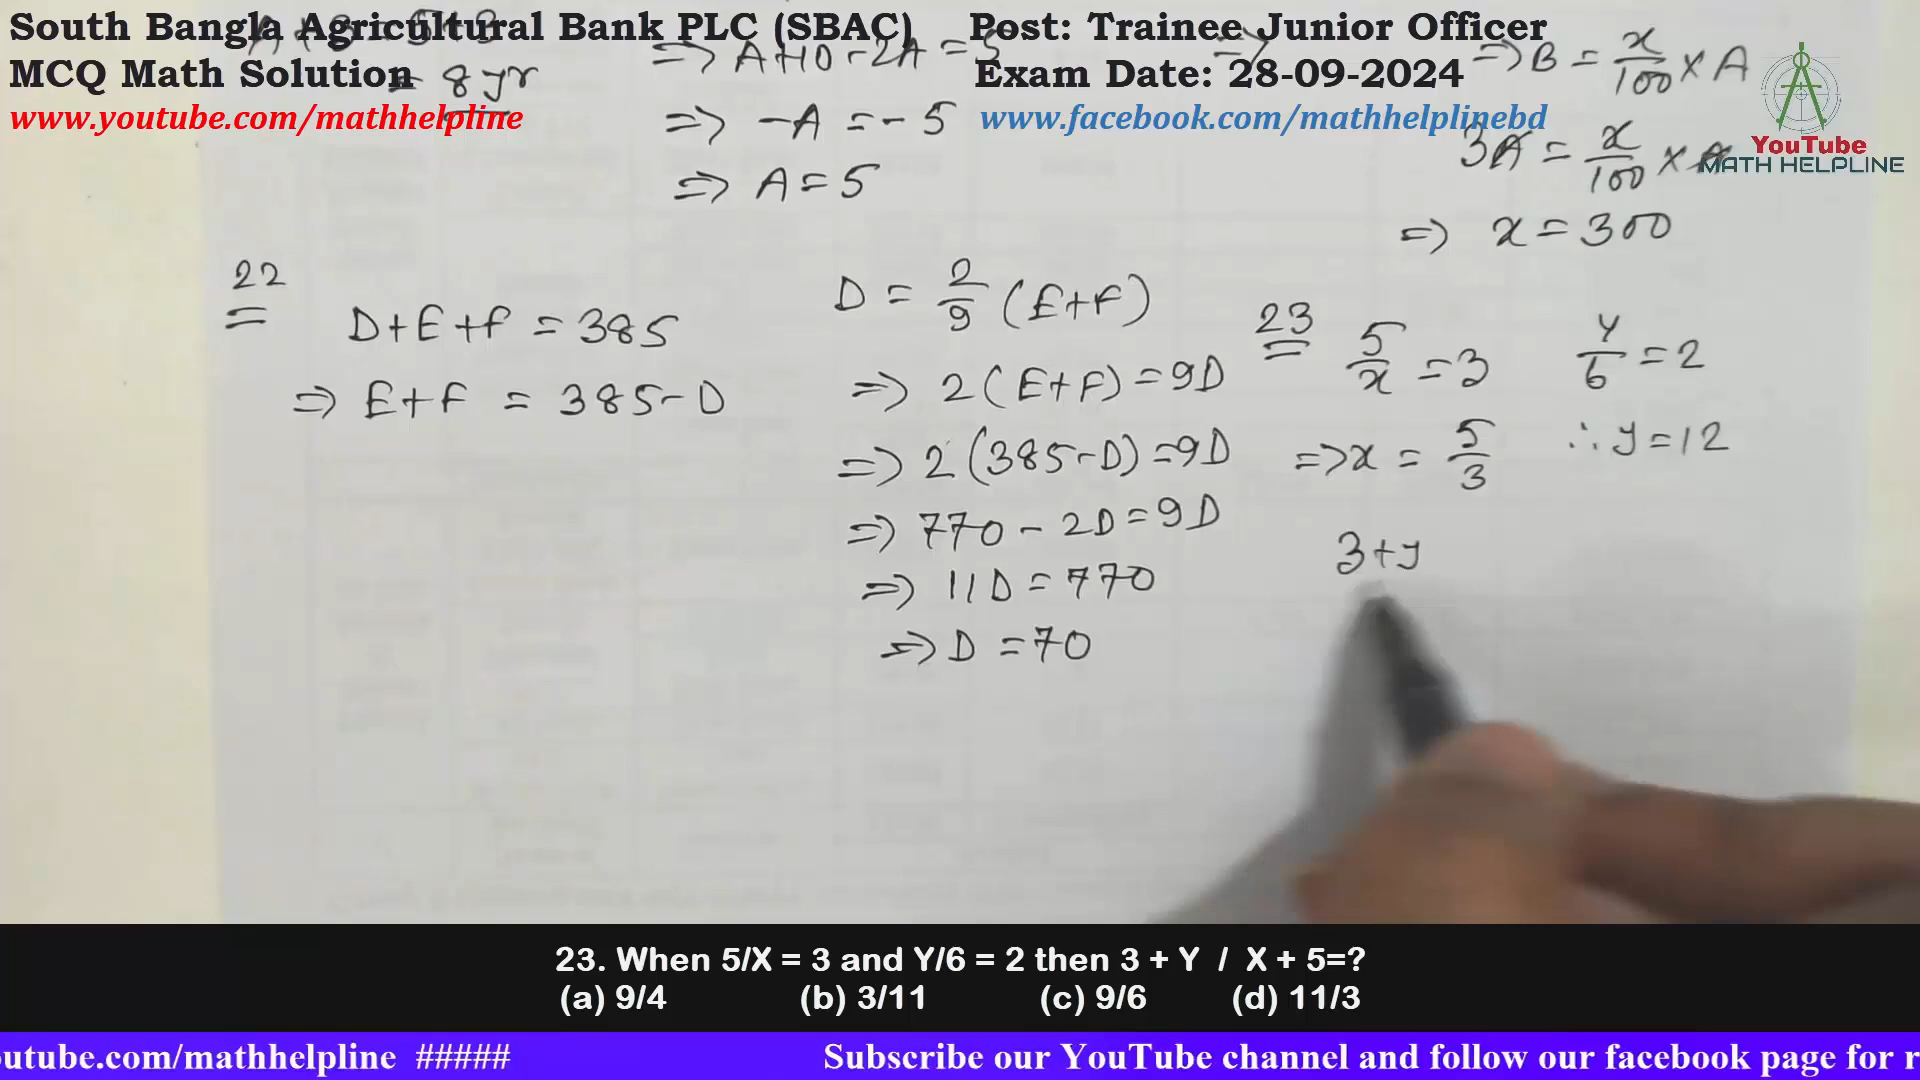 South Bangla Agricultural Bank PLC (SBAC) Post: Trainee Junior Officer
MCQ Math Solution Exam Date: 28-09-2024
www.youtube.com/mathhelpline www.facebook.com/mathhelplinebd
YouTube
MATH HELPLINE
= 8 yr
=> A+10-2A = 5
=> -A = -5
=> A = 5
=> B = x/100 × A
3A = x/100 × A
=> x = 300
22
D+E+F = 385
=> E+F = 385-D
D = 2/9 (E+F)
=> 2(E+F) = 9D
=> 2(385-D) = 9D
=> 770 - 2D = 9D
=> 11D = 770
=> D = 70
23
5/x = 3 y/6 = 2
=> x = 5/3 ∴ y = 12
3+y
23. When 5/X = 3 and Y/6 = 2 then 3 + Y / X + 5=?
(a) 9/4 (b) 3/11 (c) 9/6 (d) 11/3
outube.com/mathhelpline ##### Subscribe our YouTube channel and follow our facebook page for r